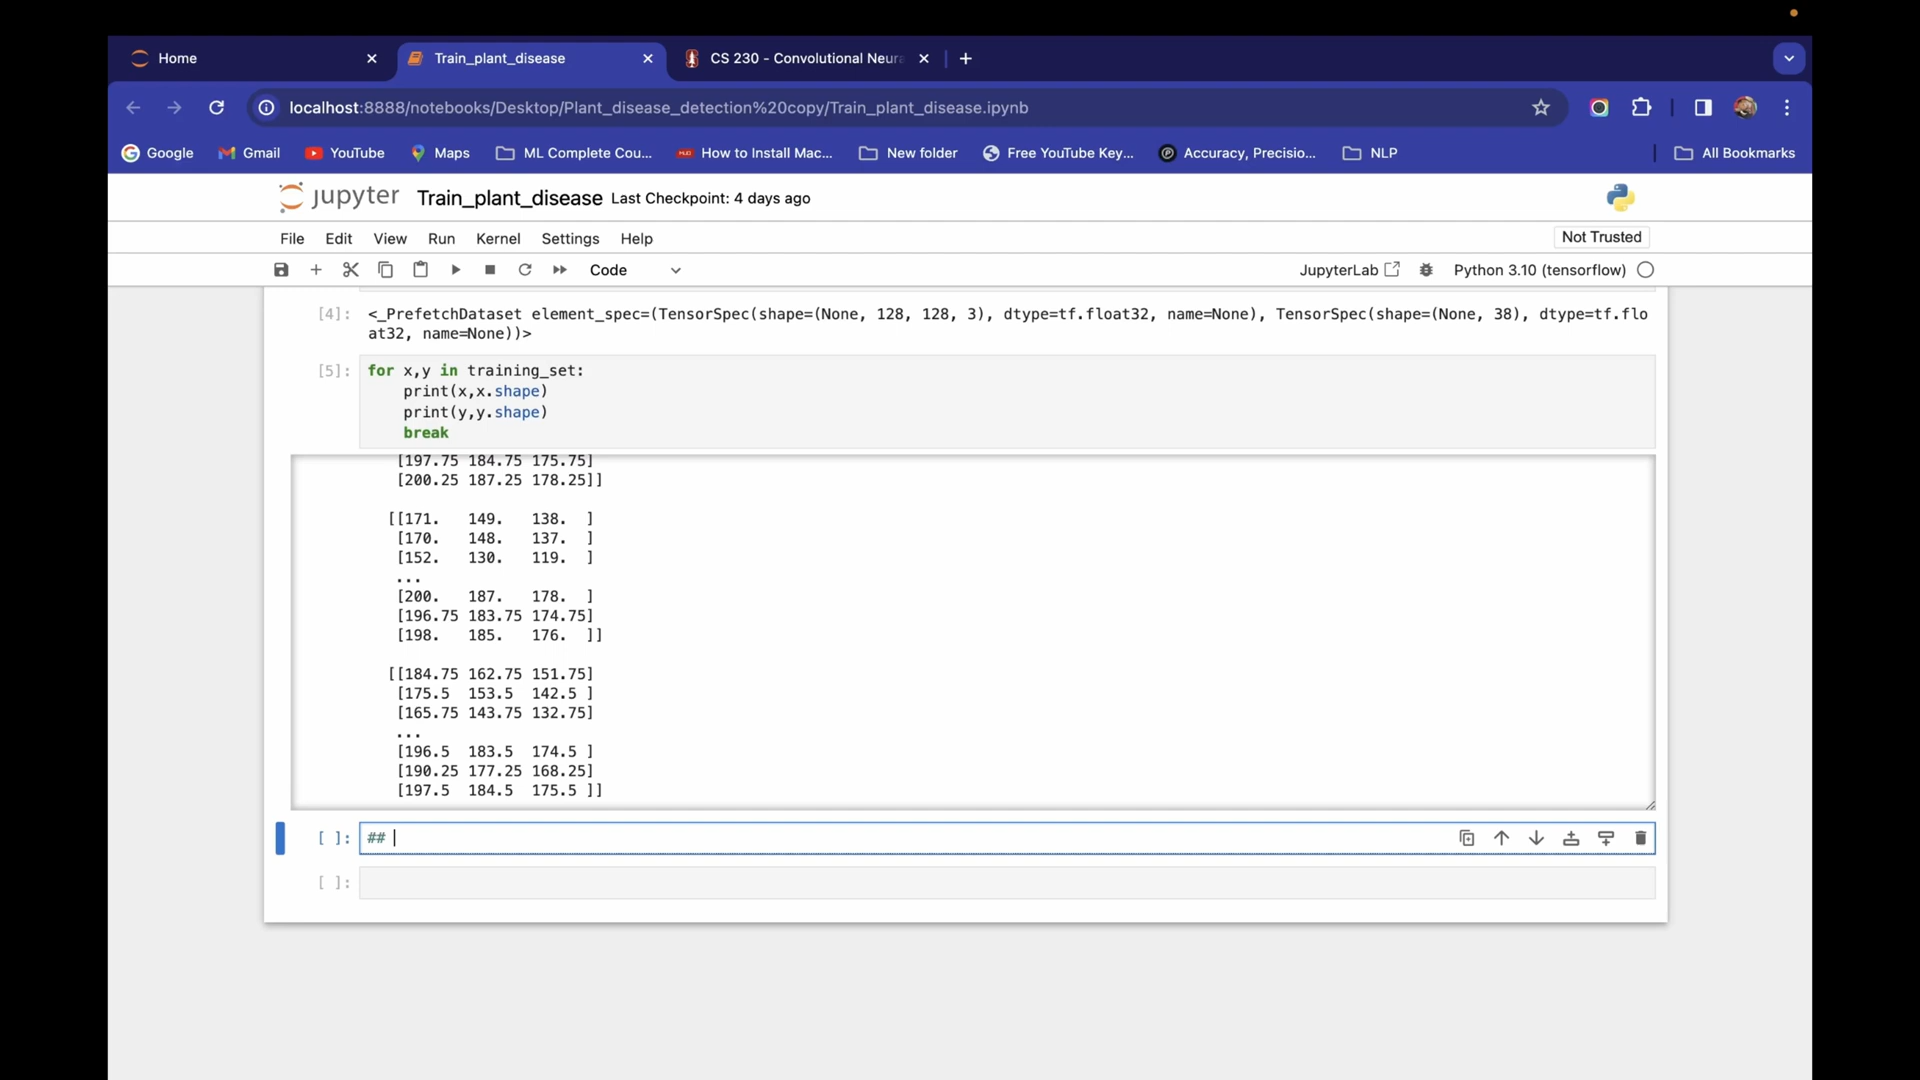 Home
Train_plant_disease
CS 230 - Convolutional Neur
localhost:8888/notebooks/Desktop/Plant_disease_detection%20copy/Train_plant_disease.ipynb
Google Gmail YouTube Maps ML Complete Cou... How to Install Mac... New folder Free YouTube Key... Accuracy, Precisio... NLP All Bookmarks
jupyter Train_plant_disease Last Checkpoint: 4 days ago
File Edit View Run Kernel Settings Help Not Trusted
Code JupyterLab Python 3.10 (tensorflow)
[4]: <_PrefetchDataset element_spec=(TensorSpec(shape=(None, 128, 128, 3), dtype=tf.float32, name=None), TensorSpec(shape=(None, 38), dtype=tf.flo
at32, name=None))>
[5]: for x,y in training_set:
print(x,x.shape)
print(y,y.shape)
break
[197.75 184.75 175.75]
[200.25 187.25 178.25]]
[[171. 149. 138. ]
[170. 148. 137. ]
[152. 130. 119. ]
...
[200. 187. 178. ]
[196.75 183.75 174.75]
[198. 185. 176. ]]
[[184.75 162.75 151.75]
[175.5 153.5 142.5 ]
[165.75 143.75 132.75]
...
[196.5 183.5 174.5 ]
[190.25 177.25 168.25]
[197.5 184.5 175.5 ]]
[ ]: ##
[ ]: